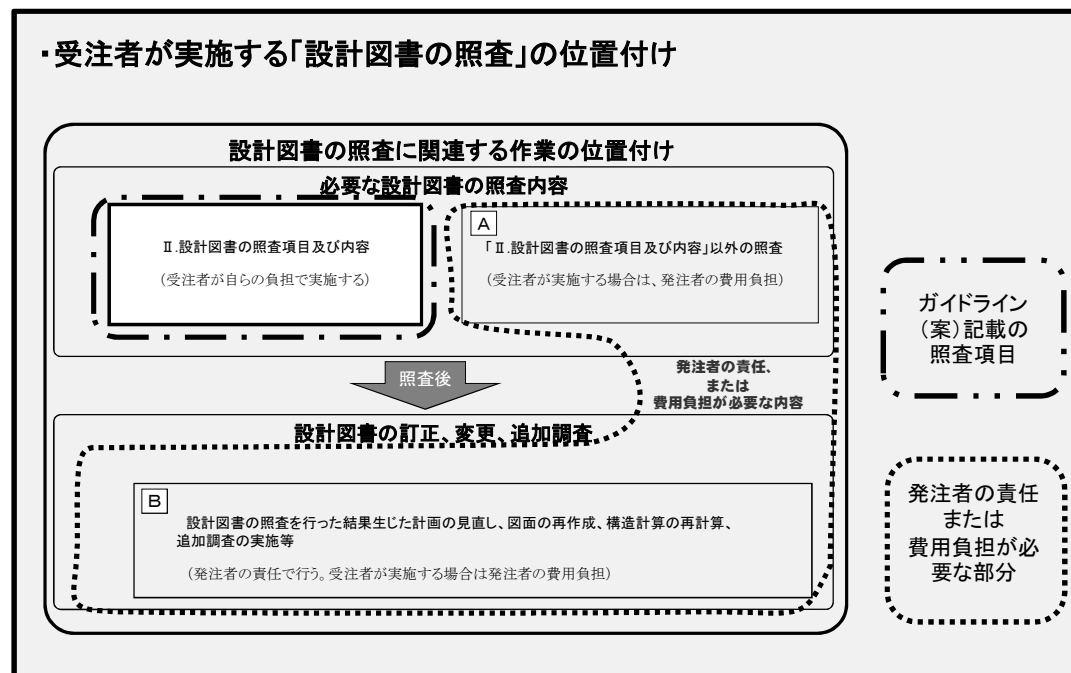 ・受注者が実施する「設計図書の照査」の位置付け
設計図書の照査に関連する作業の位置付け
必要な設計図書の照査内容
Ⅱ.設計図書の照査項目及び内容
(受注者が自らの負担で実施する)
A
「Ⅱ.設計図書の照査項目及び内容」以外の照査
(受注者が実施する場合は、発注者の費用負担)
照査後
発注者の責任、
または
費用負担が必要な内容
設計図書の訂正、変更、追加調査
B
設計図書の照査を行った結果生じた計画の見直し、図面の再作成、構造計算の再計算、
追加調査の実施等
(発注者の責任で行う。受注者が実施する場合は発注者の費用負担)
ガイドライン
(案)記載の
照査項目
発注者の責任
または
費用負担が必
要な部分